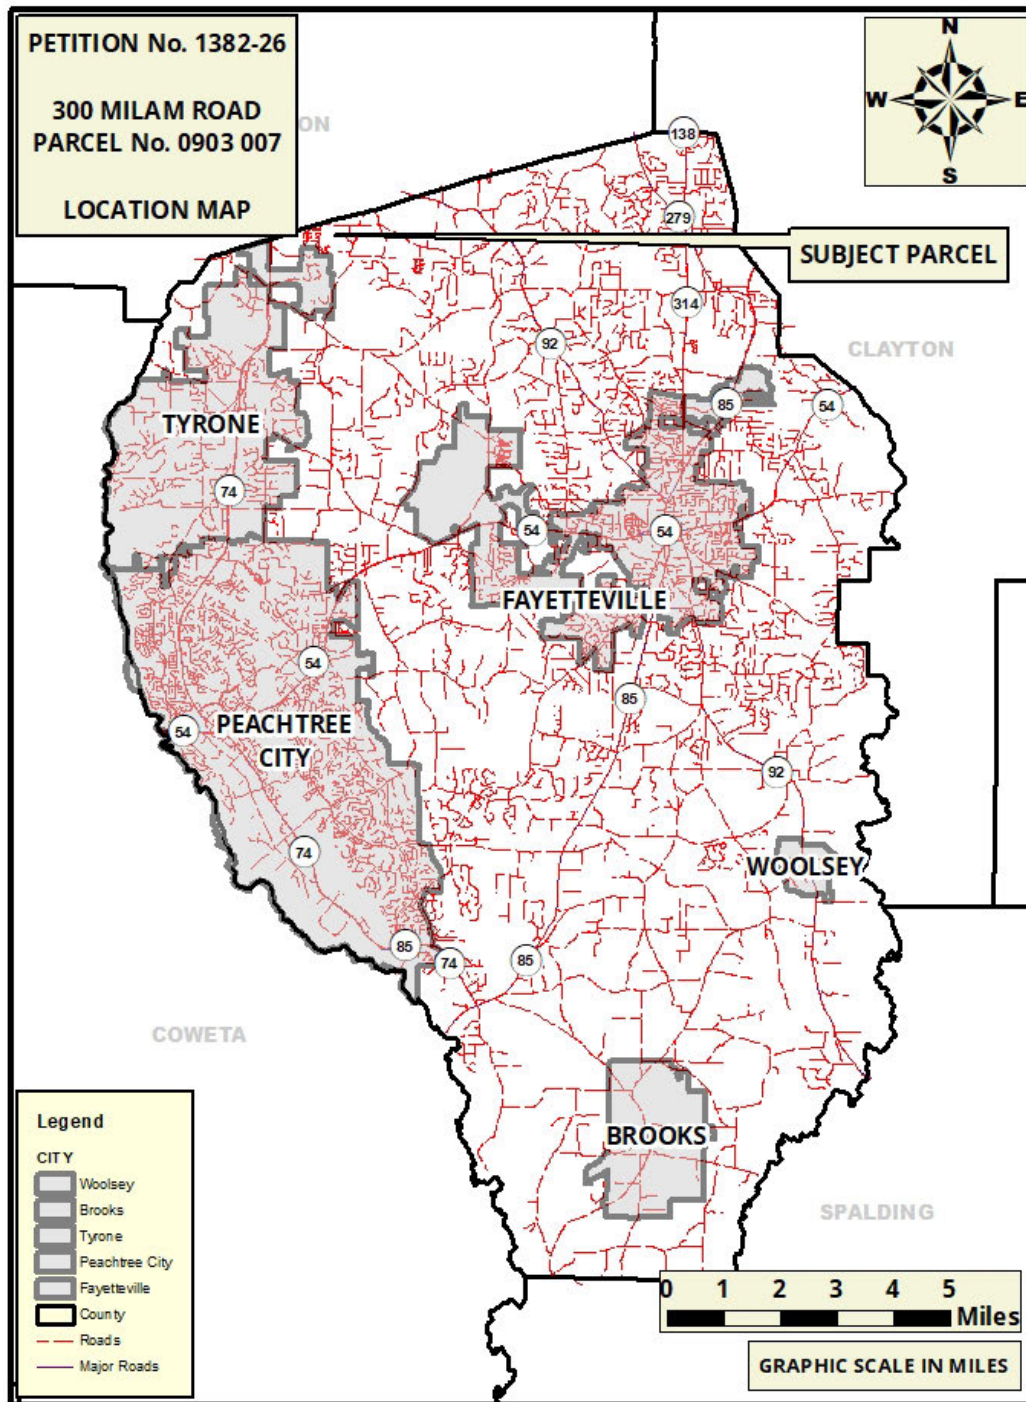 PETITION No. 1382-26
300 MILAM ROAD
PARCEL No. 0903 007
LOCATION MAP
ON
N
W
E
S
138
279
SUBJECT PARCEL
314
92
CLAYTON
85
54
TYRONE
74
54
54
FAYETTEVILLE
54
85
54
PEACHTREE
CITY
92
74
WOOLSEY
85
74
85
COWETA
BROOKS
SPALDING
Legend
CITY
Woolsey
Brooks
Tyrone
Peachtree City
Fayetteville
County
Roads
Major Roads
0 1 2 3 4 5
Miles
GRAPHIC SCALE IN MILES